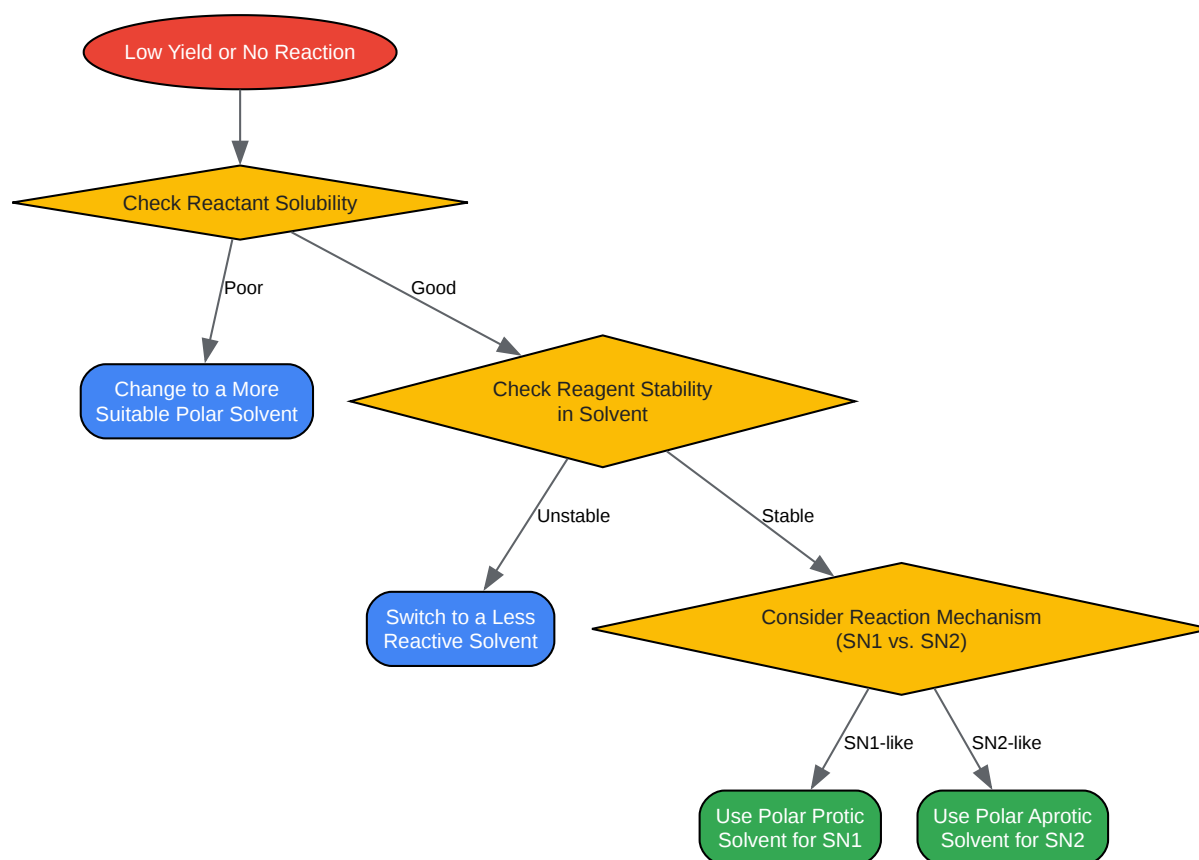 Low Yield or No Reaction
Check Reactant Solubility
Poor
Good
Change to a More
Suitable Polar Solvent
Check Reagent Stability
in Solvent
Unstable
Stable
Switch to a Less
Reactive Solvent
Consider Reaction Mechanism
(SN1 vs. SN2)
SN1-like
SN2-like
Use Polar Protic
Solvent for SN1
Use Polar Aprotic
Solvent for SN2